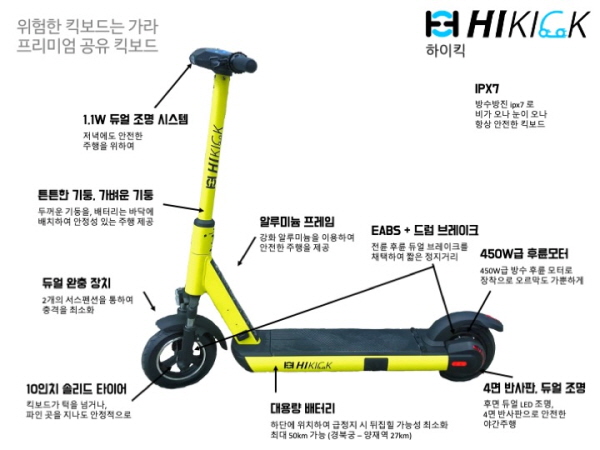 위험한 킥보드는 가라
프리미엄 공유 킥보드
HIKICK
하이킥
IPX7
방수방진 ipx7 로
비가 오나 눈이 오나
항상 안전한 킥보드
1.1W 듀얼 조명 시스템
저녁에도 안전한
주행을 위하여
HIKICK
튼튼한 기둥, 가벼운 기둥
두꺼운 기둥을, 배터리는 바닥에
배치하여 안정성 있는 주행 제공
알루미늄 프레임
강화 알루미늄을 이용하여
안전한 주행을 제공
EABS + 드럼 브레이크
전륜 후륜 듀얼 브레이크를
채택하여 짧은 정지거리
450W급 후륜모터
450W급 방수 후륜 모터로
장착으로 오르막도 가뿐하게
듀얼 완충 장치
2개의 서스펜션을 통하여
충격을 최소화
HIKICK
10인치 솔리드 타이어
킥보드가 턱을 넘거나,
파인 곳을 지나도 안정적으로
대용량 배터리
하단에 위치하여 급정지 시 뒤집힐 가능성 최소화
최대 50km 가능 (경복궁 – 양재역 27km)
4면 반사판, 듀얼 조명
후면 듀얼 LED 조명,
4면 반사판으로 안전한
야간주행